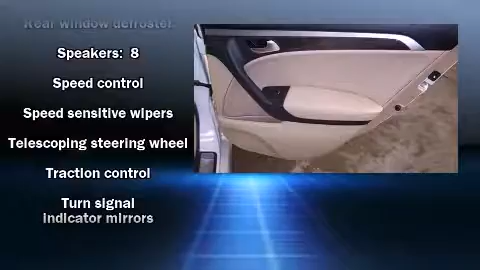 Rear window defroster
Speakers: 8
Speed control
Speed sensitive wipers
Telescoping steering wheel
Traction control
Turn signal
indicator mirrors